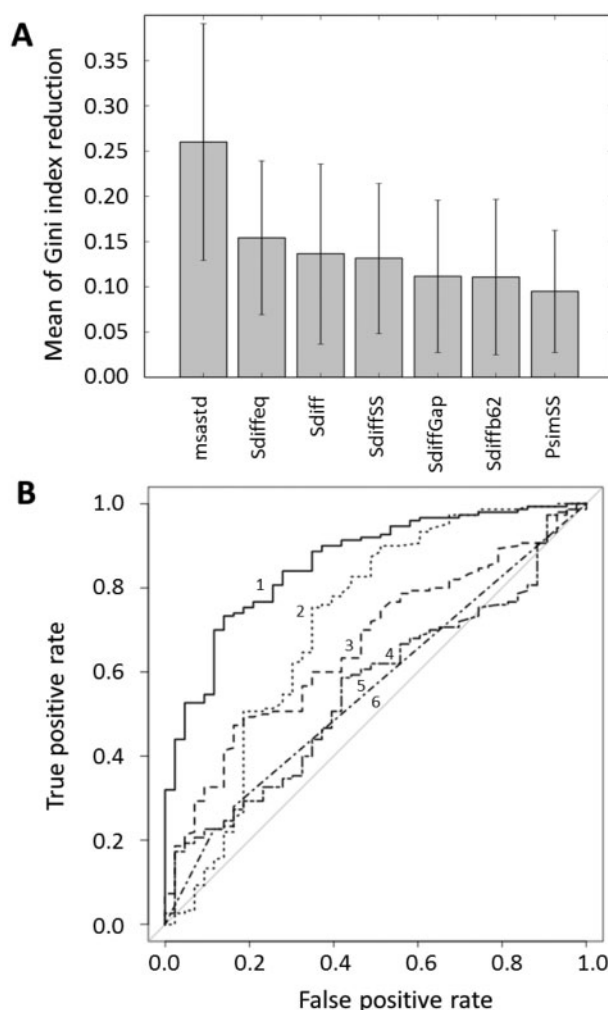 A
Mean of Gini index reduction
0.35
0.30
0.25
0.20
0.15
0.10
0.05
0.00
msastd
Sdiffeq
Sdiff
SdiffSS
SdiffGap
Sdiffb62
PsimSS
B
True positive rate
1.0
0.8
0.6
0.4
0.2
0.0
1
2
3
4
5
6
0.0 0.2 0.4 0.6 0.8 1.0
False positive rate